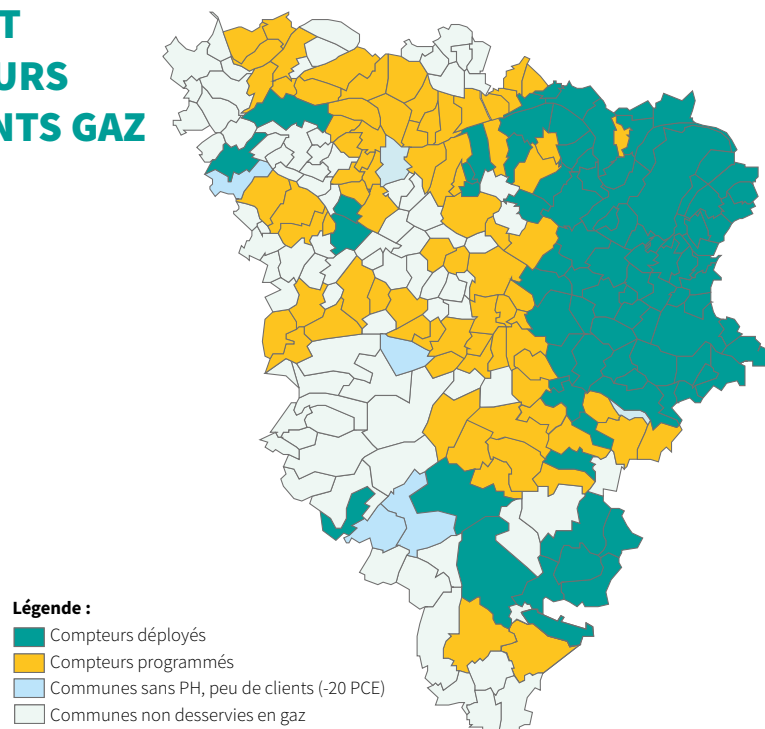 T
URS
NTS GAZ
Légende :
Compteurs déployés
Compteurs programmés
Communes sans PH, peu de clients (-20 PCE)
Communes non desservies en gaz